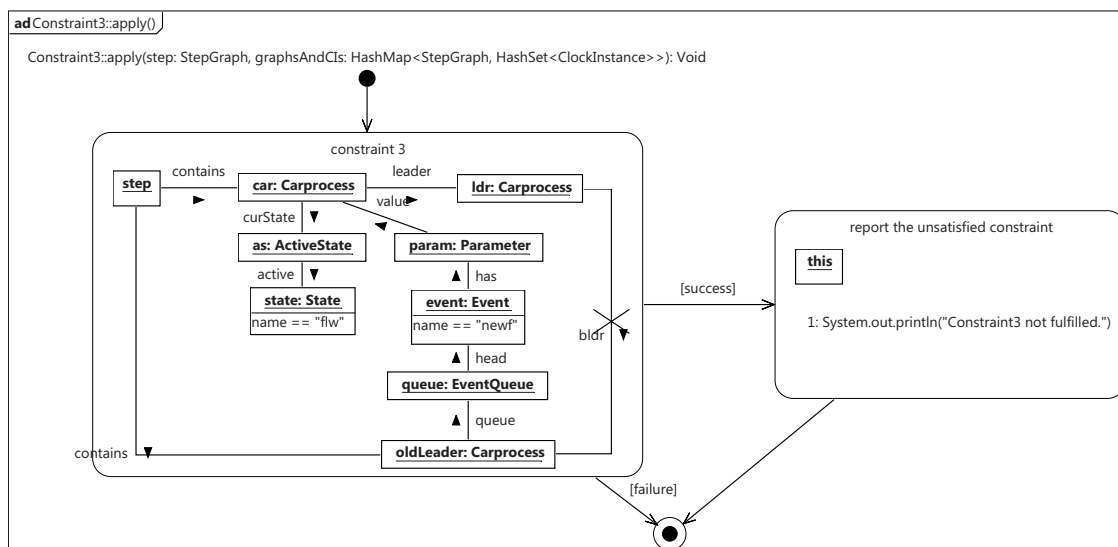 ad Constraint3::apply()
Constraint3::apply(step: StepGraph, graphsAndCIs: HashMap<StepGraph, HashSet<ClockInstance>>): Void
constraint 3
step
contains
car: Carprocess
leader
ldr: Carprocess
value
curState
as: ActiveState
param: Parameter
active
has
state: State
name == "flw"
event: Event
name == "newf"
bldr
head
queue: EventQueue
queue
contains
oldLeader: Carprocess
[success]
[failure]
report the unsatisfied constraint
this
1: System.out.println("Constraint3 not fulfilled.")